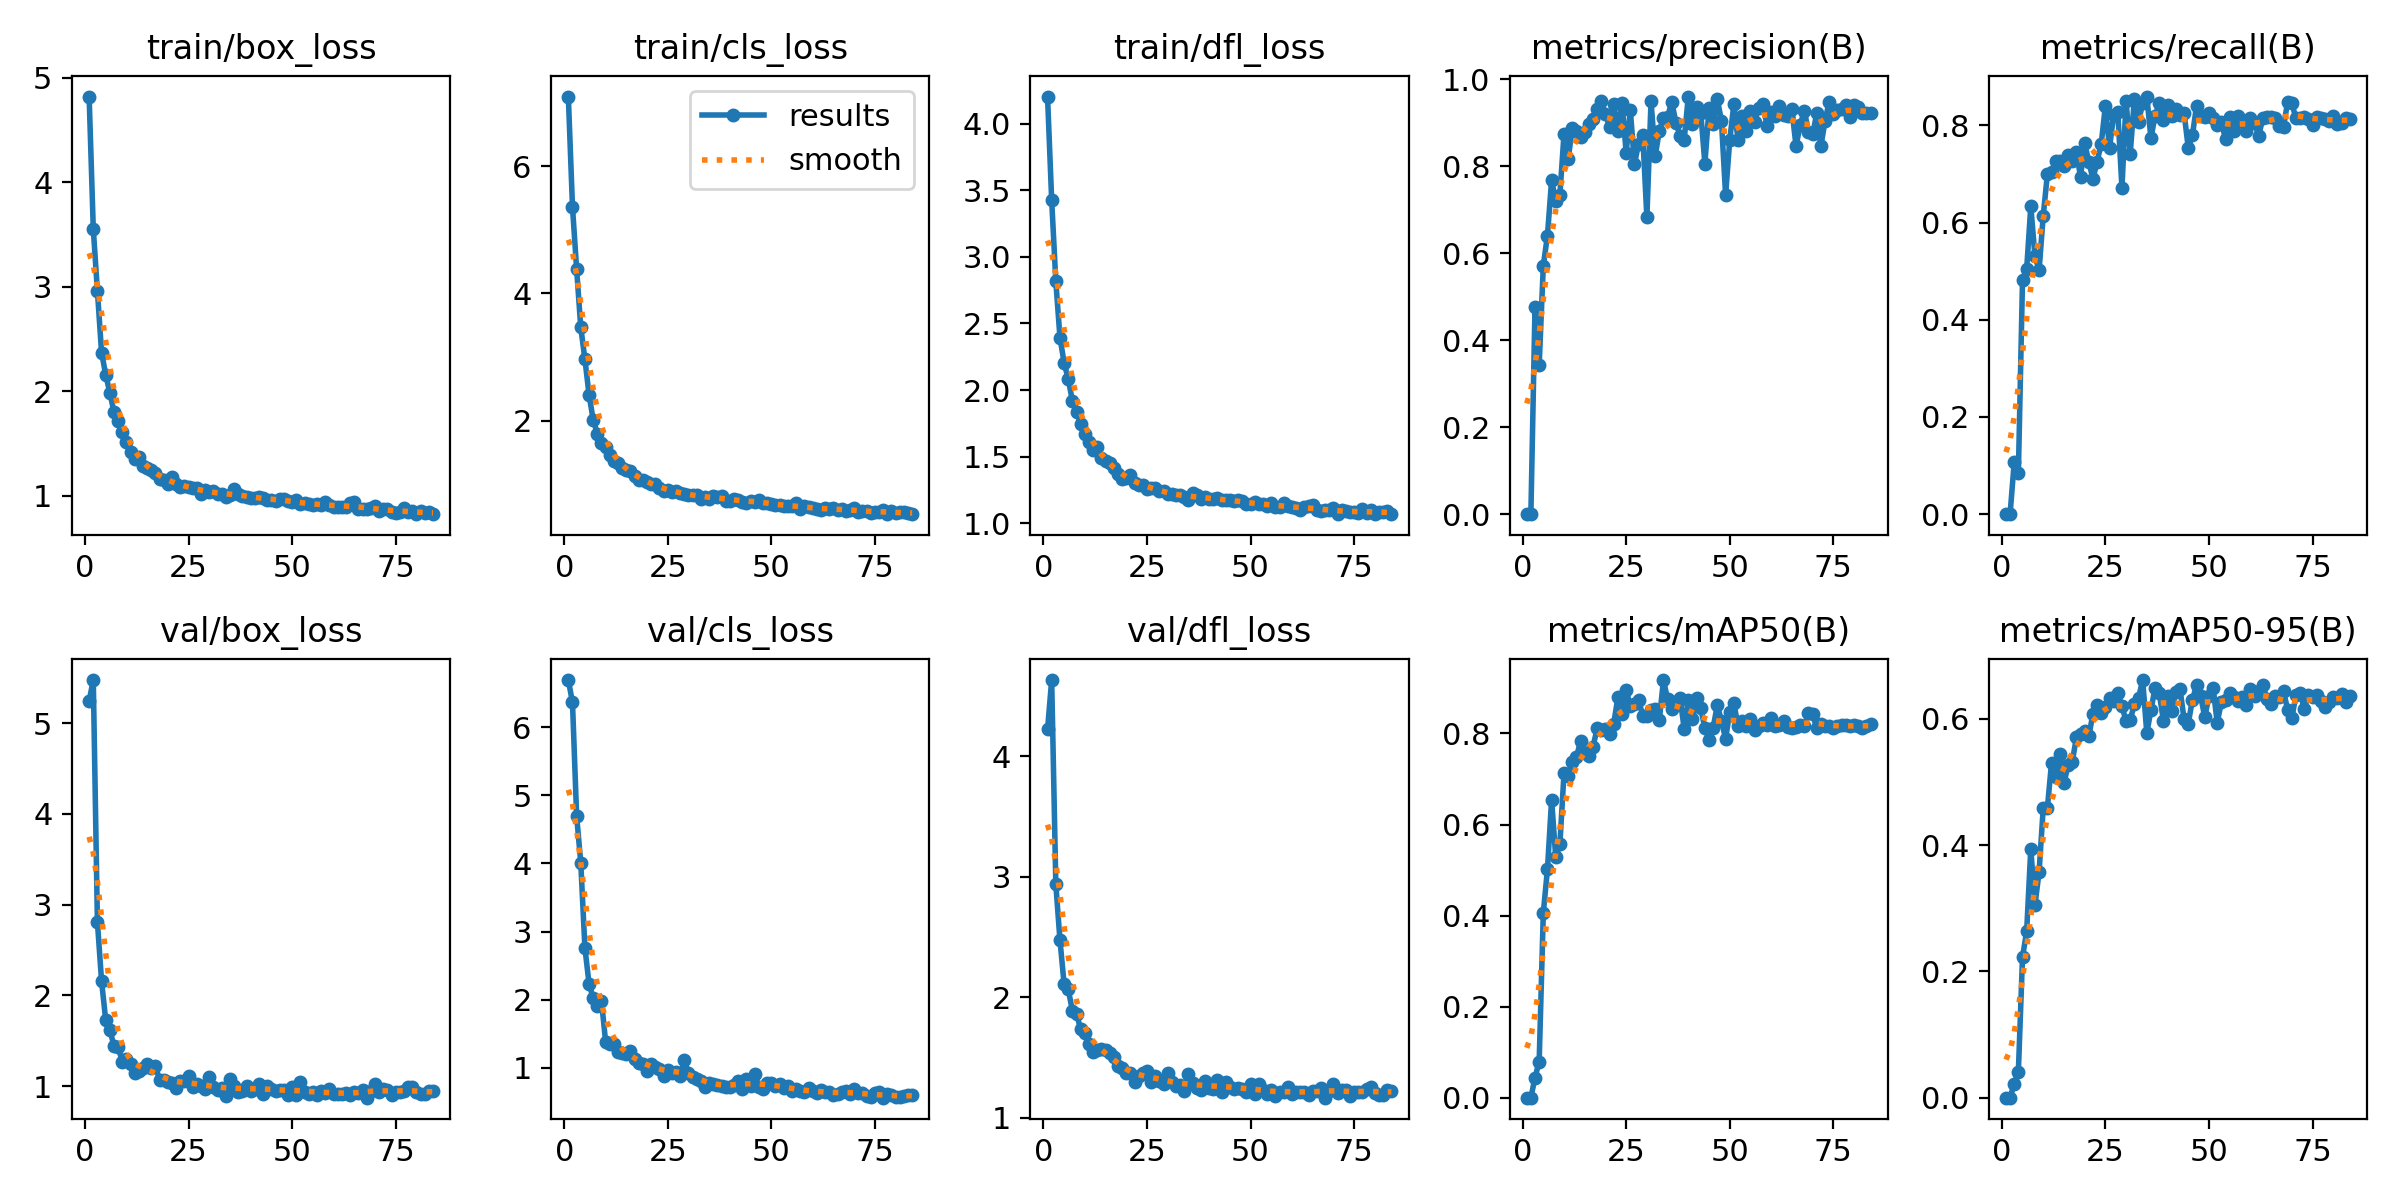 train/box_loss
5
4
3
2
1
0 25 50 75
train/cls_loss
results
smooth
6
4
2
0 25 50 75
train/dfl_loss
4.0
3.5
3.0
2.5
2.0
1.5
1.0
0 25 50 75
metrics/precision(B)
1.0
0.8
0.6
0.4
0.2
0.0
0 25 50 75
metrics/recall(B)
0.8
0.6
0.4
0.2
0.0
0 25 50 75
val/box_loss
5
4
3
2
1
0 25 50 75
val/cls_loss
6
5
4
3
2
1
0 25 50 75
val/dfl_loss
4
3
2
1
0 25 50 75
metrics/mAP50(B)
0.8
0.6
0.4
0.2
0.0
0 25 50 75
metrics/mAP50-95(B)
0.6
0.4
0.2
0.0
0 25 50 75